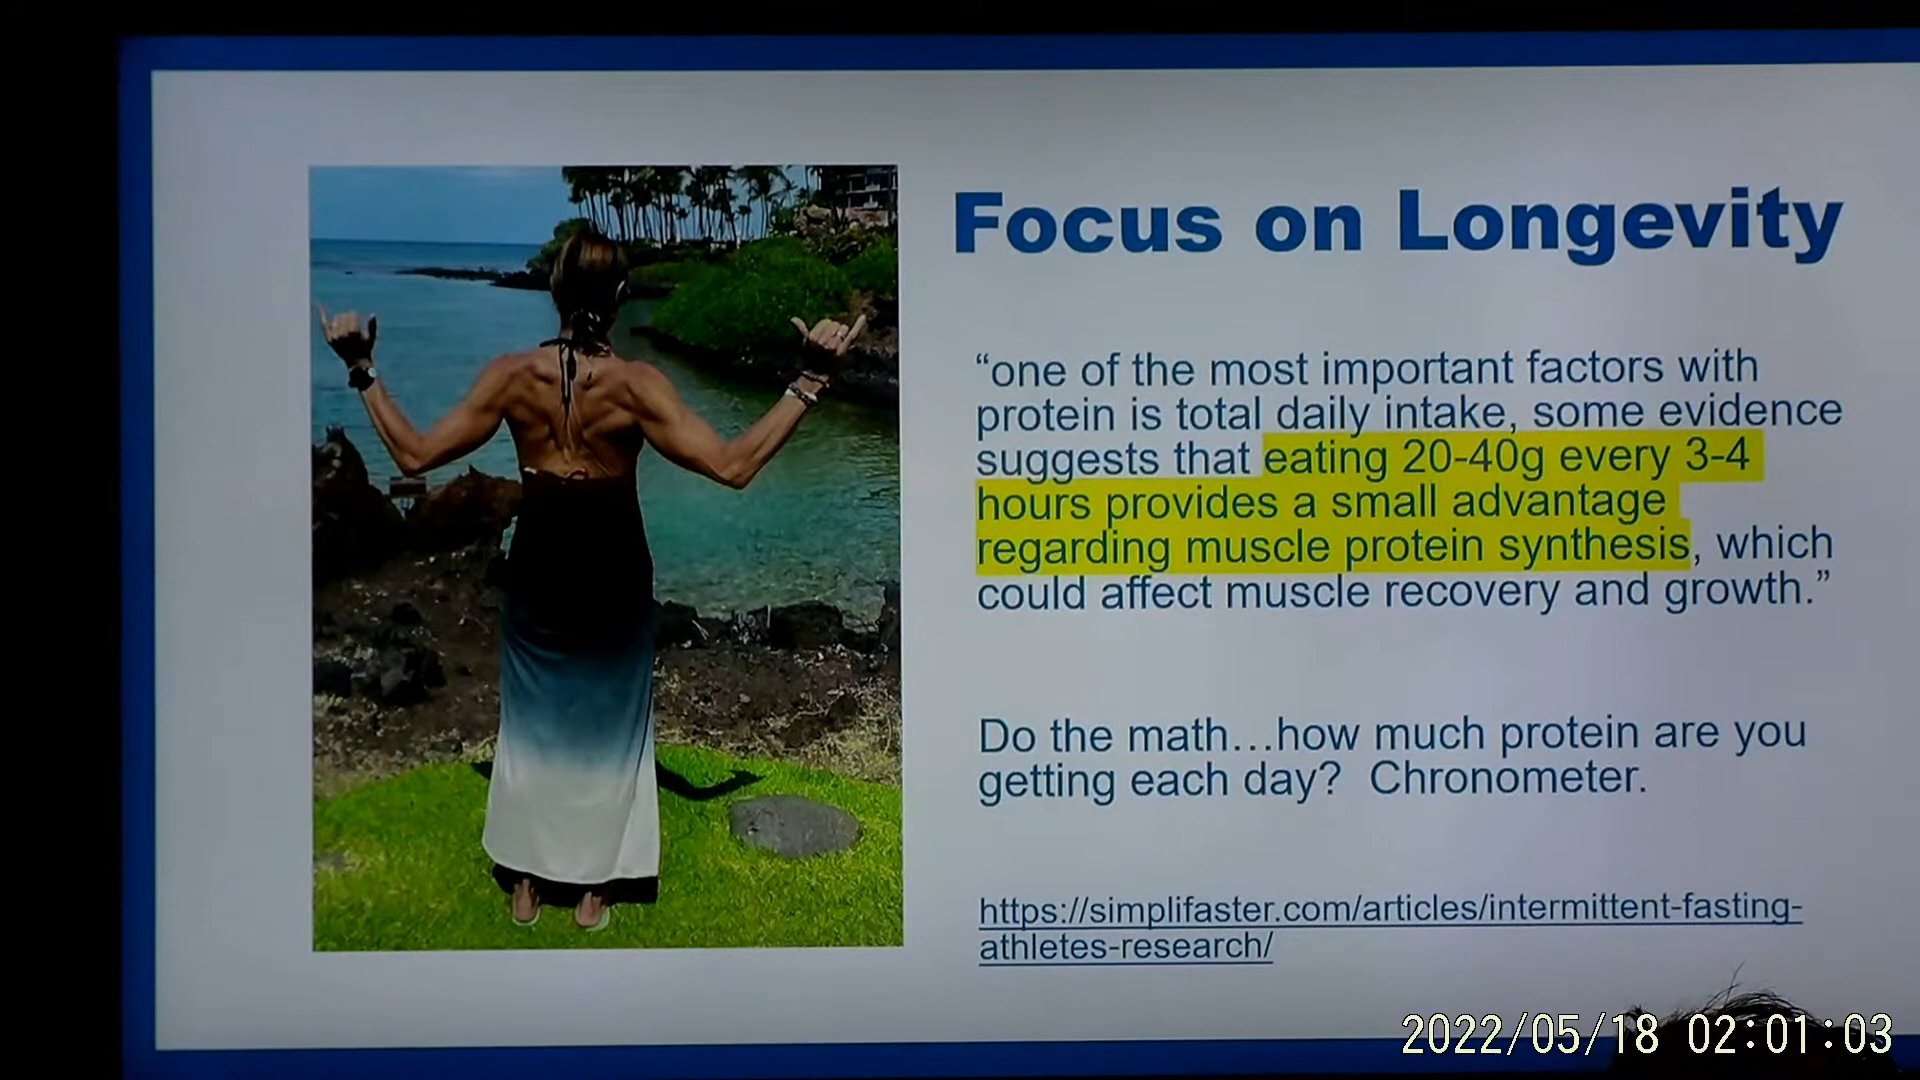 Focus on Longevity
“one of the most important factors with
protein is total daily intake, some evidence
suggests that eating 20-40g every 3-4
hours provides a small advantage
regarding muscle protein synthesis, which
could affect muscle recovery and growth.”
Do the math…how much protein are you
getting each day?  Chronometer.
https://simplifaster.com/articles/intermittent-fasting-
athletes-research/
2022/05/18 02:01:03